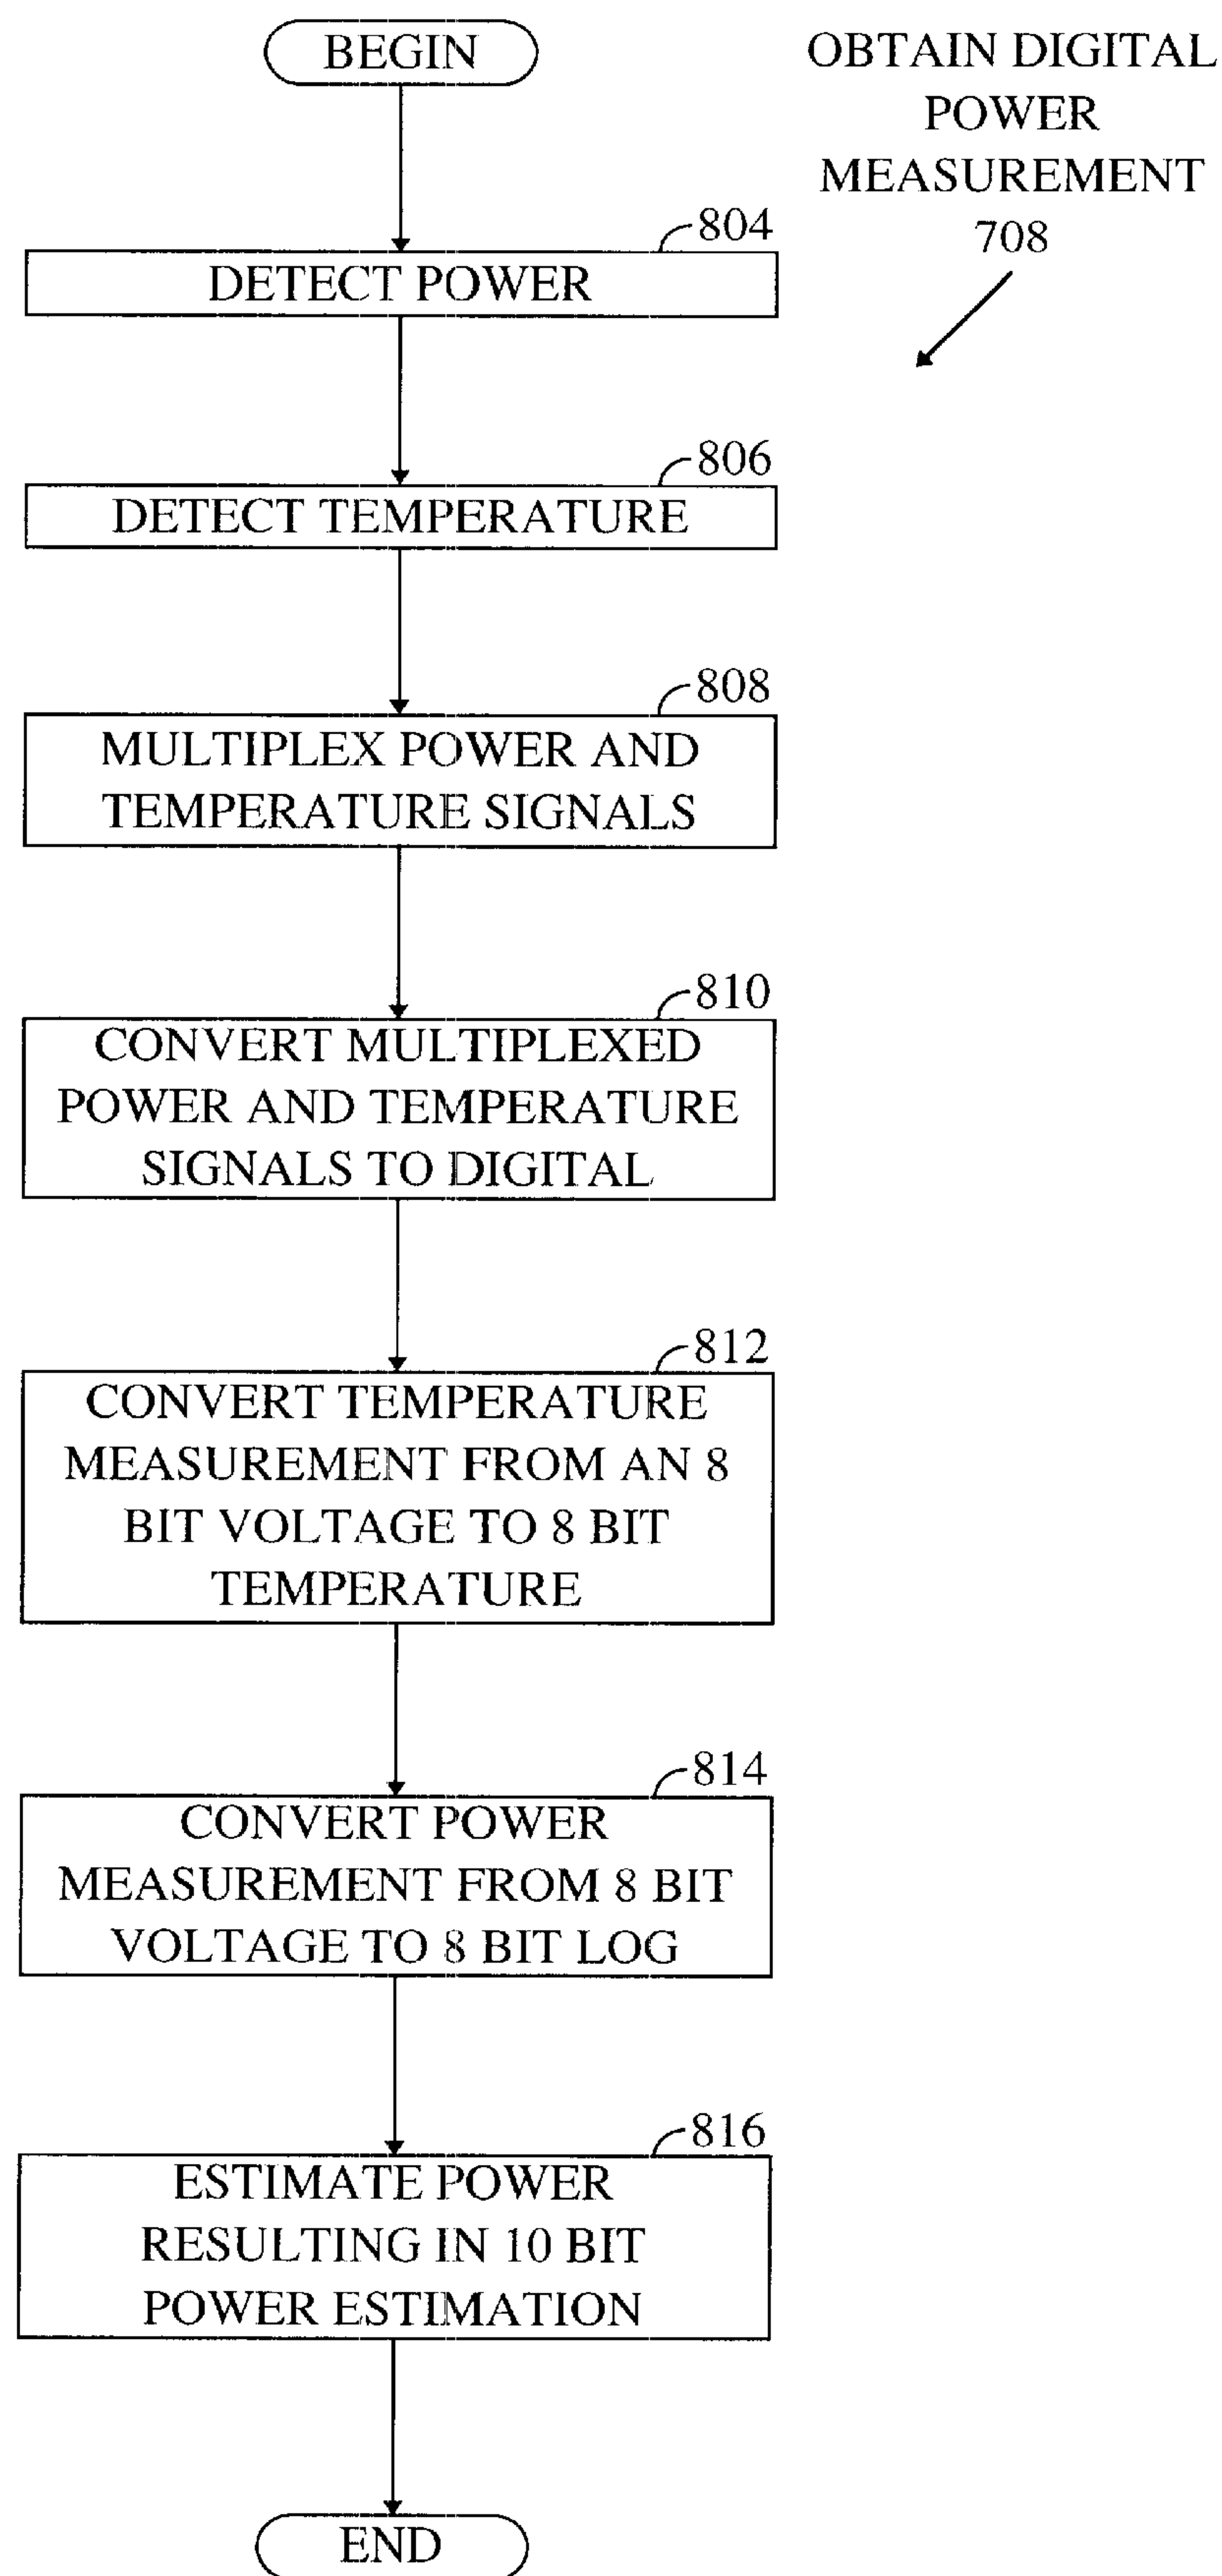 BEGIN
OBTAIN DIGITAL
POWER
MEASUREMENT
708
804
DETECT POWER
806
DETECT TEMPERATURE
808
MULTIPLEX POWER AND
TEMPERATURE SIGNALS
810
CONVERT MULTIPLEXED
POWER AND TEMPERATURE
SIGNALS TO DIGITAL
812
CONVERT TEMPERATURE
MEASUREMENT FROM AN 8
BIT VOLTAGE TO 8 BIT
TEMPERATURE
814
CONVERT POWER
MEASUREMENT FROM 8 BIT
VOLTAGE TO 8 BIT LOG
816
ESTIMATE POWER
RESULTING IN 10 BIT
POWER ESTIMATION
END